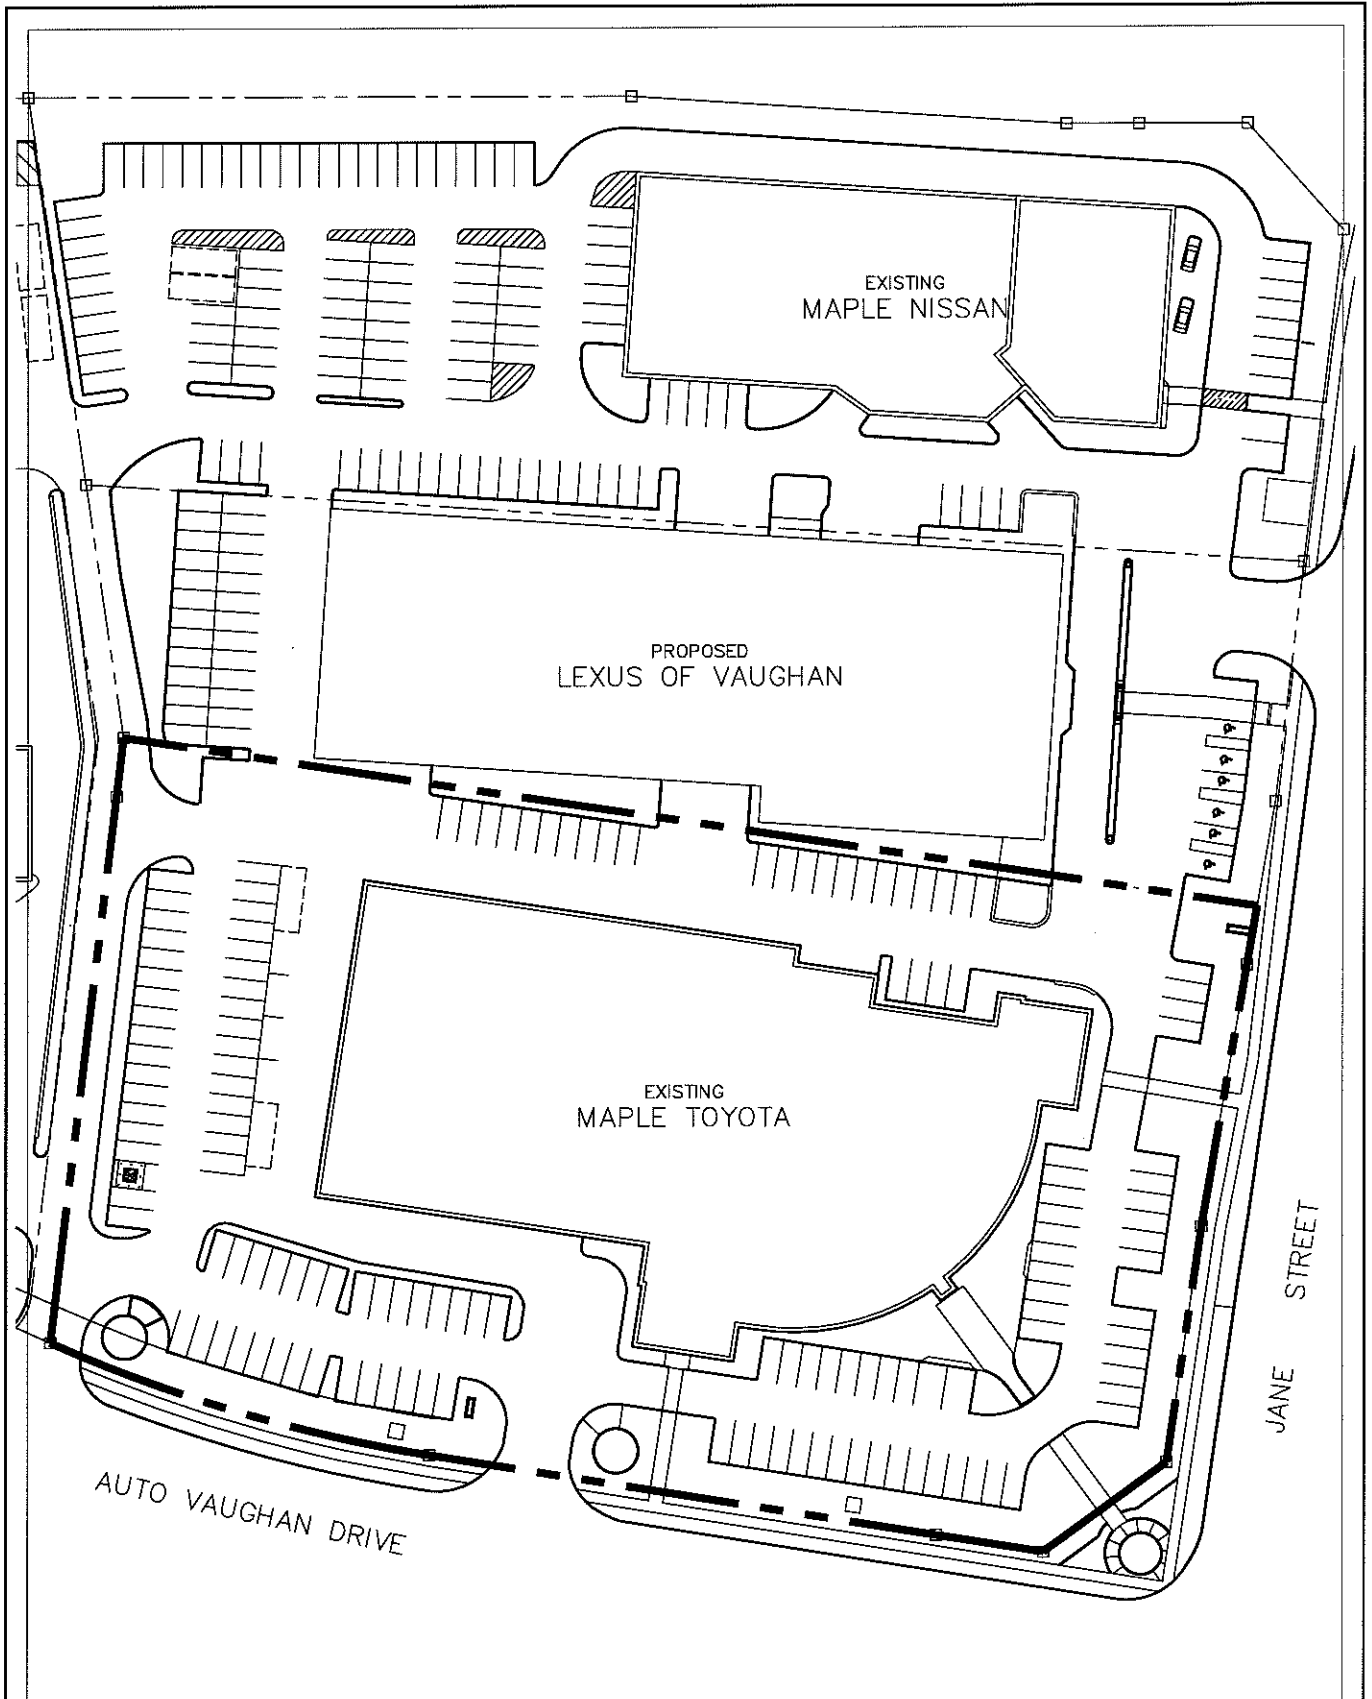 EXISTING
MAPLE NISSAN
PROPOSED
LEXUS OF VAUGHAN
EXISTING
MAPLE TOYOTA
JANE STREET
AUTO VAUGHAN DRIVE